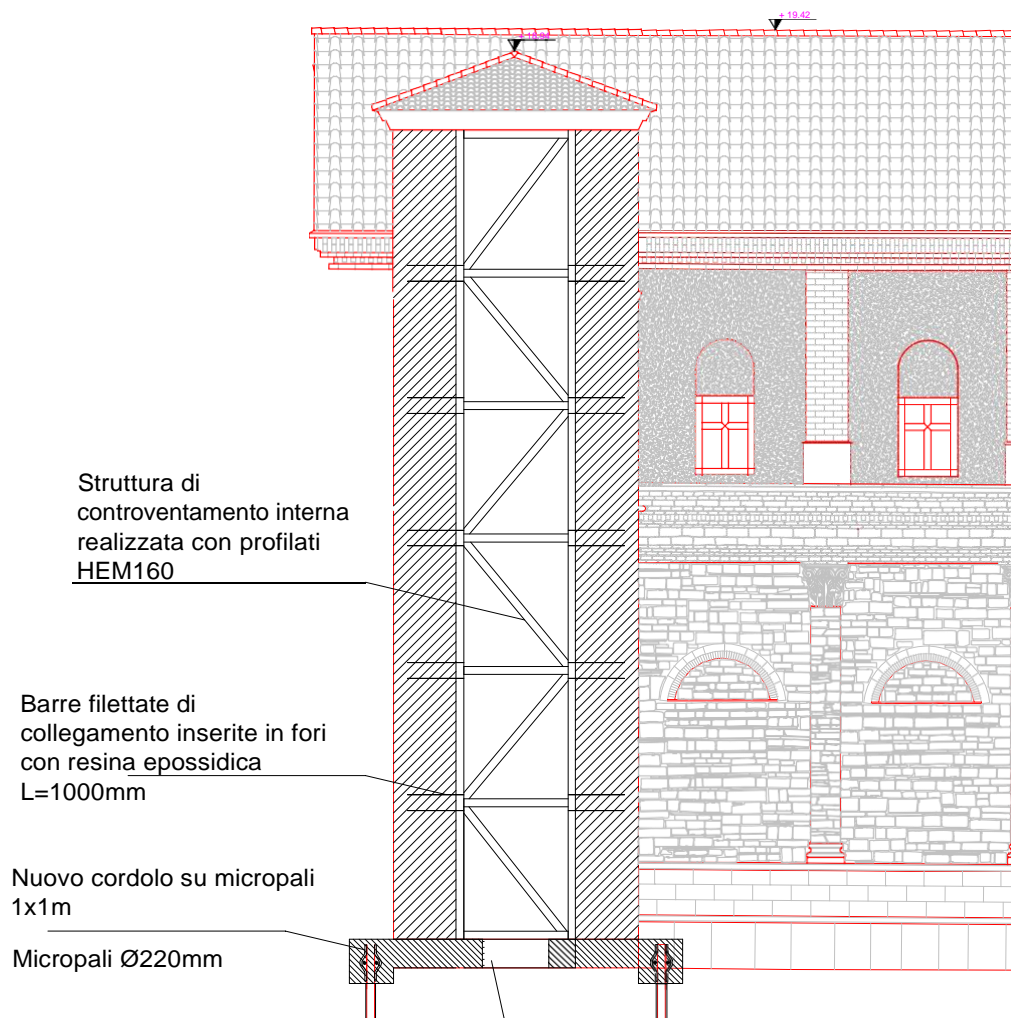 + 19.42
Struttura di
controventamento interna
realizzata con profilati
HEM160
Barre filettate di
collegamento inserite in fori
con resina epossidica
L=1000mm
Nuovo cordolo su micropali
1x1m
Micropali Ø220mm